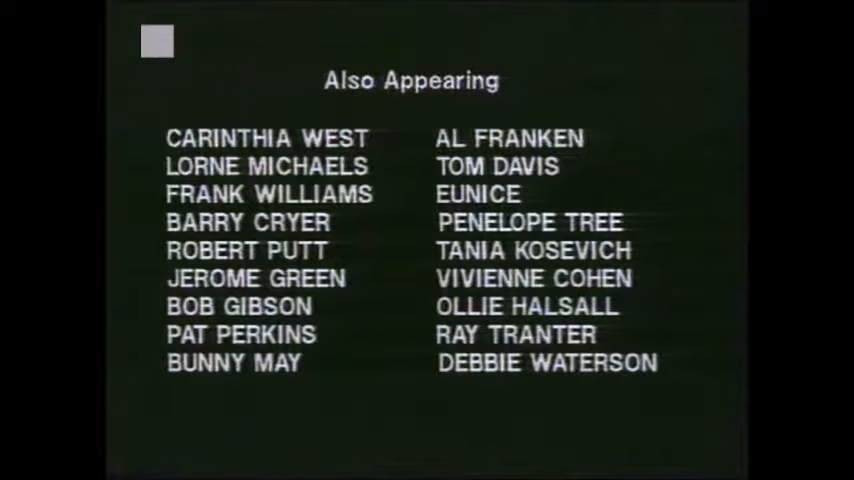 Also Appearing
CARINTHIA WEST
LORNE MICHAELS
FRANK WILLIAMS
BARRY CRYER
ROBERT PUTT
JEROME GREEN
BOB GIBSON
PAT PERKINS
BUNNY MAY
AL FRANKEN
TOM DAVIS
EUNICE
PENELOPE TREE
TANIA KOSEVICH
VIVIENNE COHEN
OLLIE HALSALL
RAY TRANTER
DEBBIE WATERSON